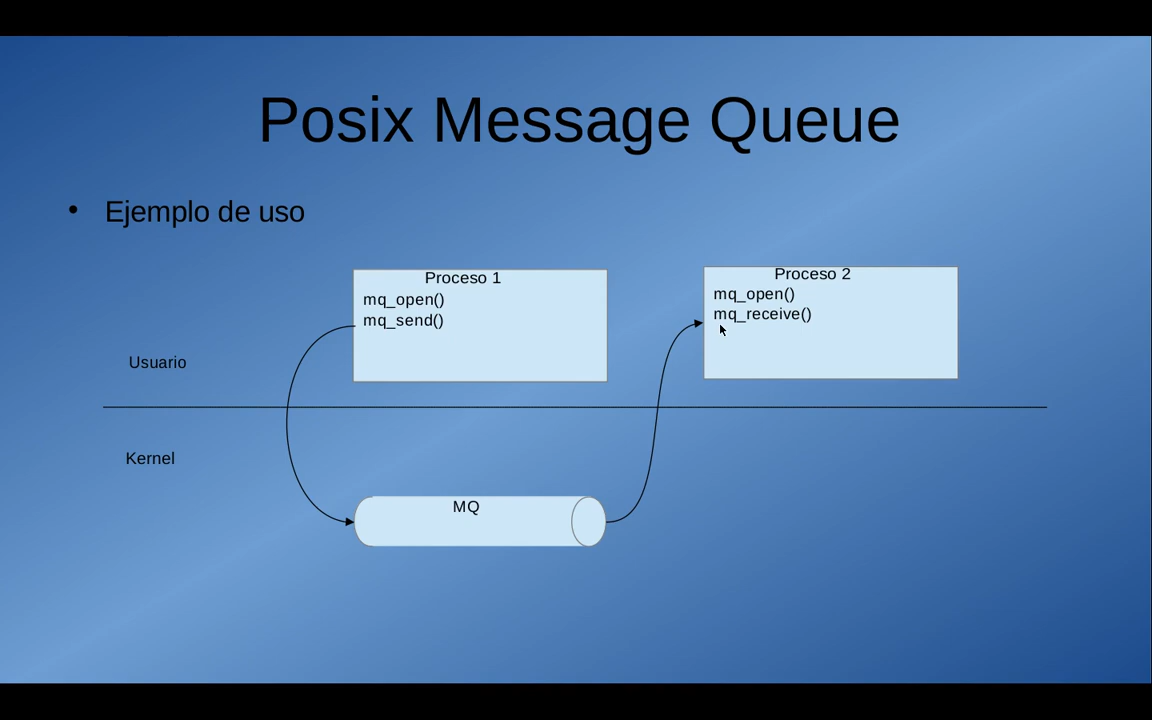 Posix Message Queue
• Ejemplo de uso
Proceso 1
mq_open()
mq_send()
Proceso 2
mq_open()
mq_receive()
Usuario
Kernel
MQ